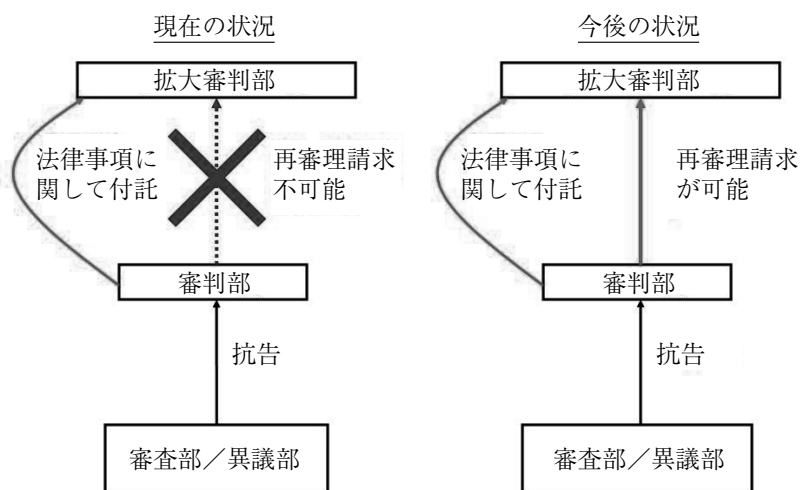 現在の状況
拡大審判部
法律事項に
関して付託
再審理請求
不可能
審判部
抗告
審査部／異議部
今後の状況
拡大審判部
法律事項に
関して付託
再審理請求
が可能
審判部
抗告
審査部／異議部